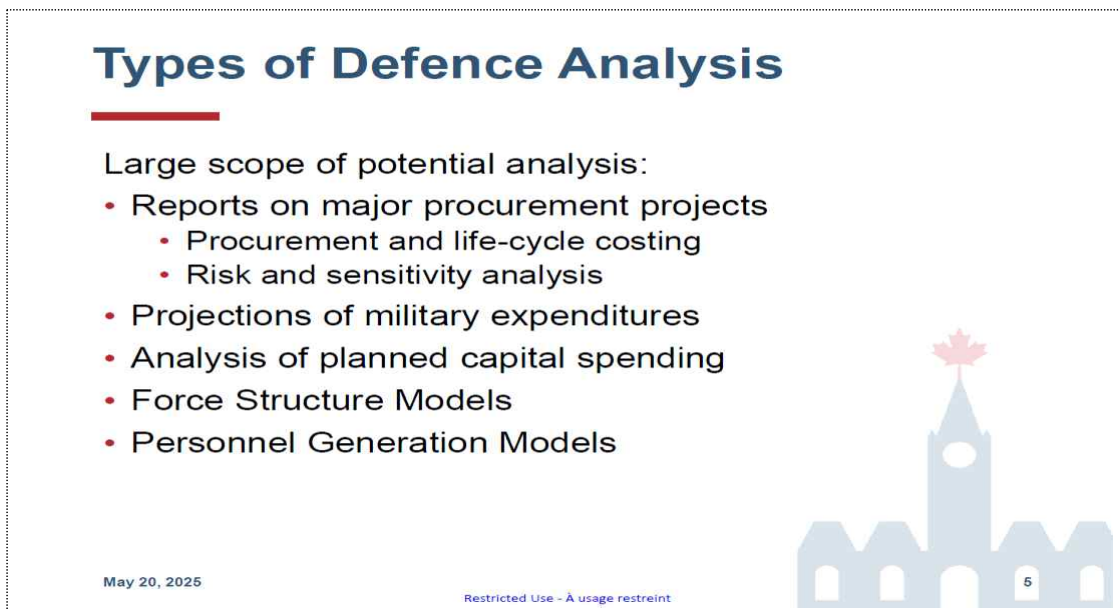 Types of Defence Analysis
Large scope of potential analysis:
• Reports on major procurement projects
• Procurement and life-cycle costing
• Risk and sensitivity analysis
• Projections of military expenditures
• Analysis of planned capital spending
• Force Structure Models
• Personnel Generation Models
May 20, 2025
5
Restricted Use - À usage restreint